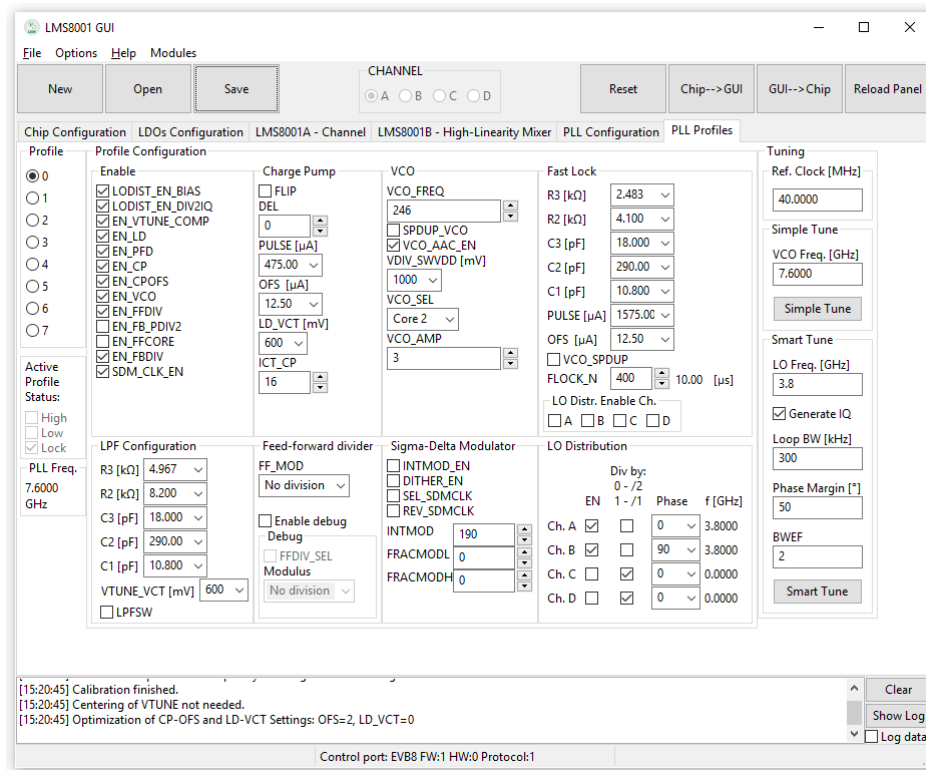 LMS8001 GUI
File Options Help Modules
New Open Save CHANNEL A B C D Reset Chip-->GUI GUI-->Chip Reload Panel
Chip Configuration LDOs Configuration LMS8001A - Channel LMS8001B - High-Linearity Mixer PLL Configuration PLL Profiles
Profile
0
1
2
3
4
5
6
7
Active
Profile
Status:
High
Low
Lock
PLL Freq.
7.6000
GHz
Profile Configuration
Enable
LODIST_EN_BIAS
LODIST_EN_DIV2IQ
EN_VTUNE_COMP
EN_LD
EN_PFD
EN_CP
EN_CPOFS
EN_VCO
EN_FFDIV
EN_FB_PDIV2
EN_FFCORE
EN_FBDIV
SDM_CLK_EN
Charge Pump
FLIP
DEL
0
PULSE [µA]
475.00
OFS [µA]
12.50
LD_VCT [mV]
600
ICT_CP
16
VCO
VCO_FREQ
246
SPDUP_VCO
VCO_AAC_EN
VDIV_SWVDD [mV]
1000
VCO_SEL
Core 2
VCO_AMP
3
Fast Lock
R3 [kΩ] 2.483
R2 [kΩ] 4.100
C3 [pF] 18.000
C2 [pF] 290.00
C1 [pF] 10.800
PULSE [µA] 1575.00
OFS [µA] 12.50
VCO_SPDUP
FLOCK_N 400 10.00 [µs]
LO Distr. Enable Ch.
A B C D
LPF Configuration
R3 [kΩ] 4.967
R2 [kΩ] 8.200
C3 [pF] 18.000
C2 [pF] 290.00
C1 [pF] 10.800
VTUNE_VCT [mV] 600
LPFSW
Feed-forward divider
FF_MOD
No division
Enable debug
Debug
FFDIV_SEL
Modulus
No division
Sigma-Delta Modulator
INTMOD_EN
DITHER_EN
SEL_SDMCLK
REV_SDMCLK
INTMOD 190
FRACMODL 0
FRACMODH 0
LO Distribution
Div by:
0 - /2
EN 1 - /1 Phase f [GHz]
Ch. A 0 3.8000
Ch. B 90 3.8000
Ch. C 0 0.0000
Ch. D 0 0.0000
Tuning
Ref. Clock [MHz]
40.0000
Simple Tune
VCO Freq. [GHz]
7.6000
Simple Tune
Smart Tune
LO Freq. [GHz]
3.8
Generate IQ
Loop BW [kHz]
300
Phase Margin [°]
50
BWEF
2
Smart Tune
[15:20:45] Calibration finished.
[15:20:45] Centering of VTUNE not needed.
[15:20:45] Optimization of CP-OFS and LD-VCT Settings: OFS=2, LD_VCT=0
Clear
Show Log
Log data
Control port: EVB8 FW:1 HW:0 Protocol:1